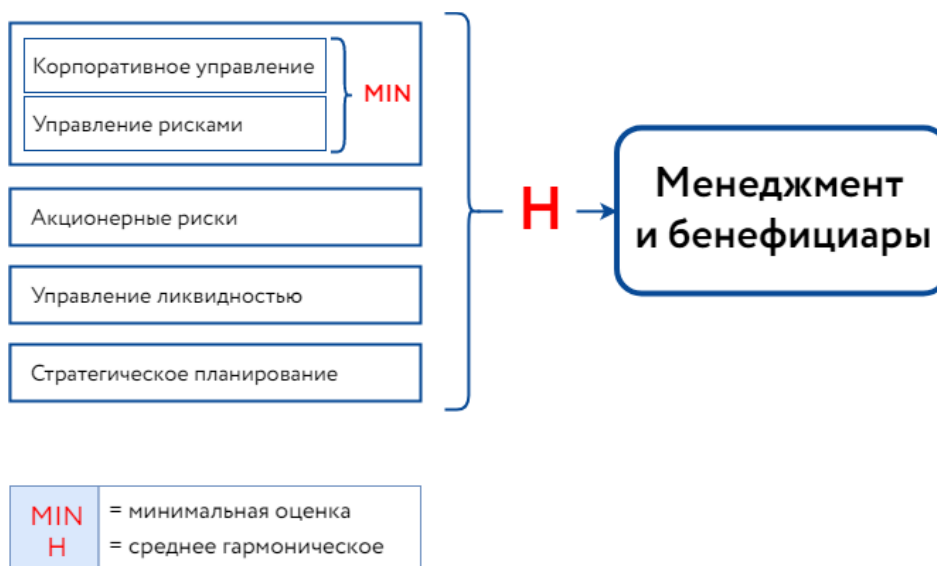 Корпоративное управление
Управление рисками
MIN
Акционерные риски
Управление ликвидностью
Стратегическое планирование
H
Менеджмент
и бенефициары
MIN = минимальная оценка
H = среднее гармоническое